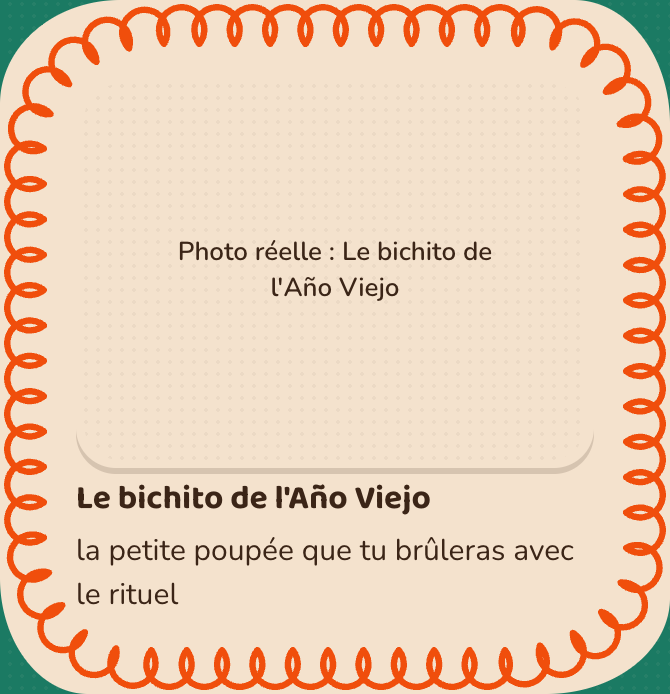 Photo réelle : Le bichito de
l'Año Viejo
Le bichito de l'Año Viejo
la petite poupée que tu brûleras avec
le rituel